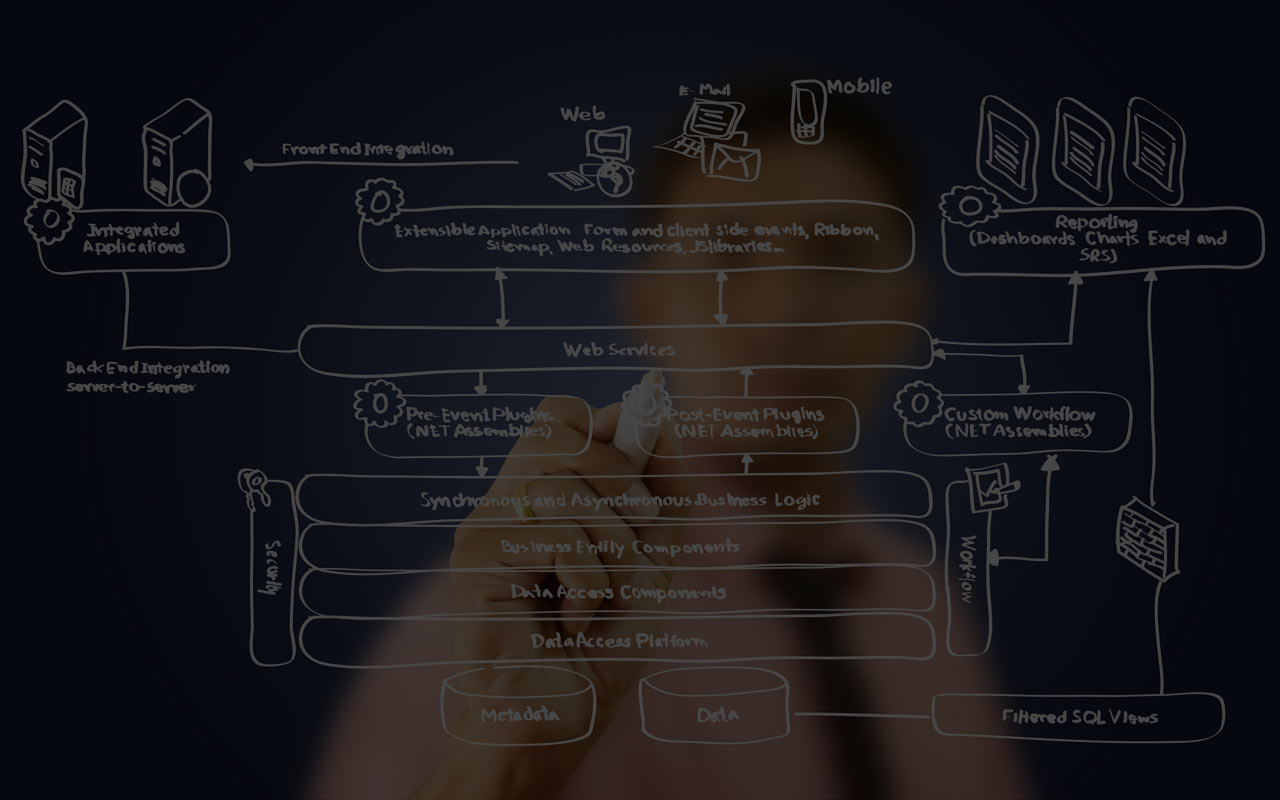 Mobile
E-Mail
Web
Front End Integration
Integrated
Applications
Extensible Application Form and client side events, Ribbon,
Sitemap, Web Resources, JSlibraries...
Reporting
(Dashboards Charts Excel and
SRS)
Web Services
Back End Integration
server-to-server
Pre-Event Plugins
(NET Assemblies)
Post-Event Plugins
(NET Assemblies)
Custom Workflow
(NET Assemblies)
Synchronous and Asynchronous Business Logic
Security
Business Entity Components
Workflow
Data Access Components
Data Access Platform
Metadata
Data
Filtered SQL Views